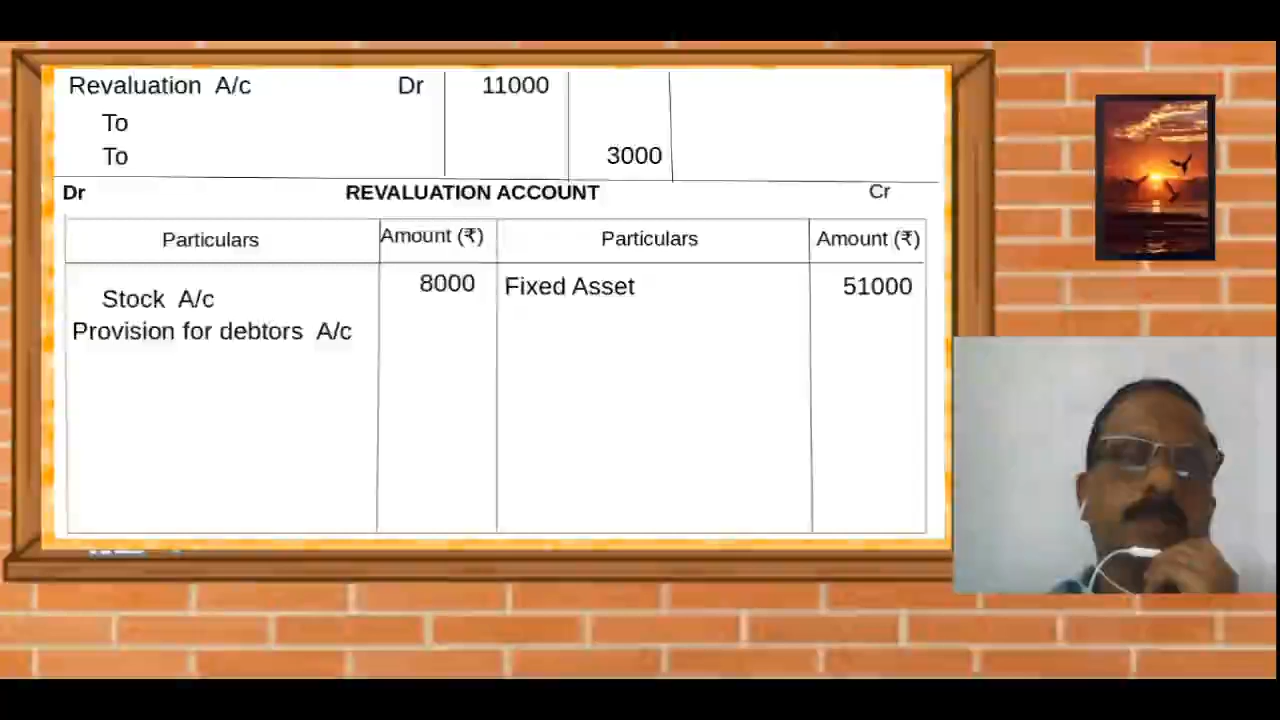 Revaluation A/c Dr 11000
To
To 3000
Dr REVALUATION ACCOUNT Cr
Particulars Amount (₹) Particulars Amount (₹)
Stock A/c 8000 Fixed Asset 51000
Provision for debtors A/c